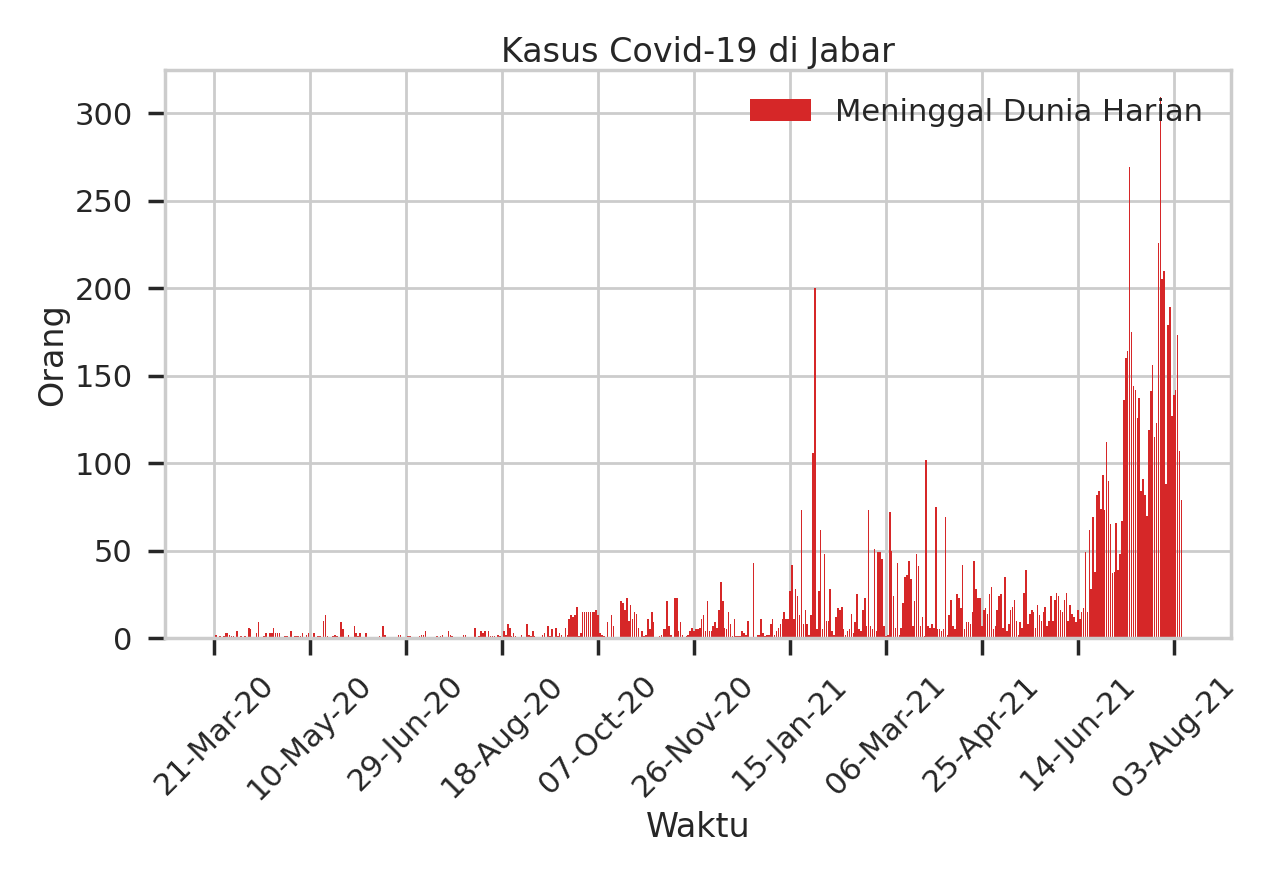 Kasus Covid-19 di Jabar
Meninggal Dunia Harian
300
250
200
150
100
50
0
Orang
21-Mar-20
10-May-20
29-Jun-20
18-Aug-20
07-Oct-20
26-Nov-20
15-Jan-21
06-Mar-21
25-Apr-21
14-Jun-21
03-Aug-21
Waktu